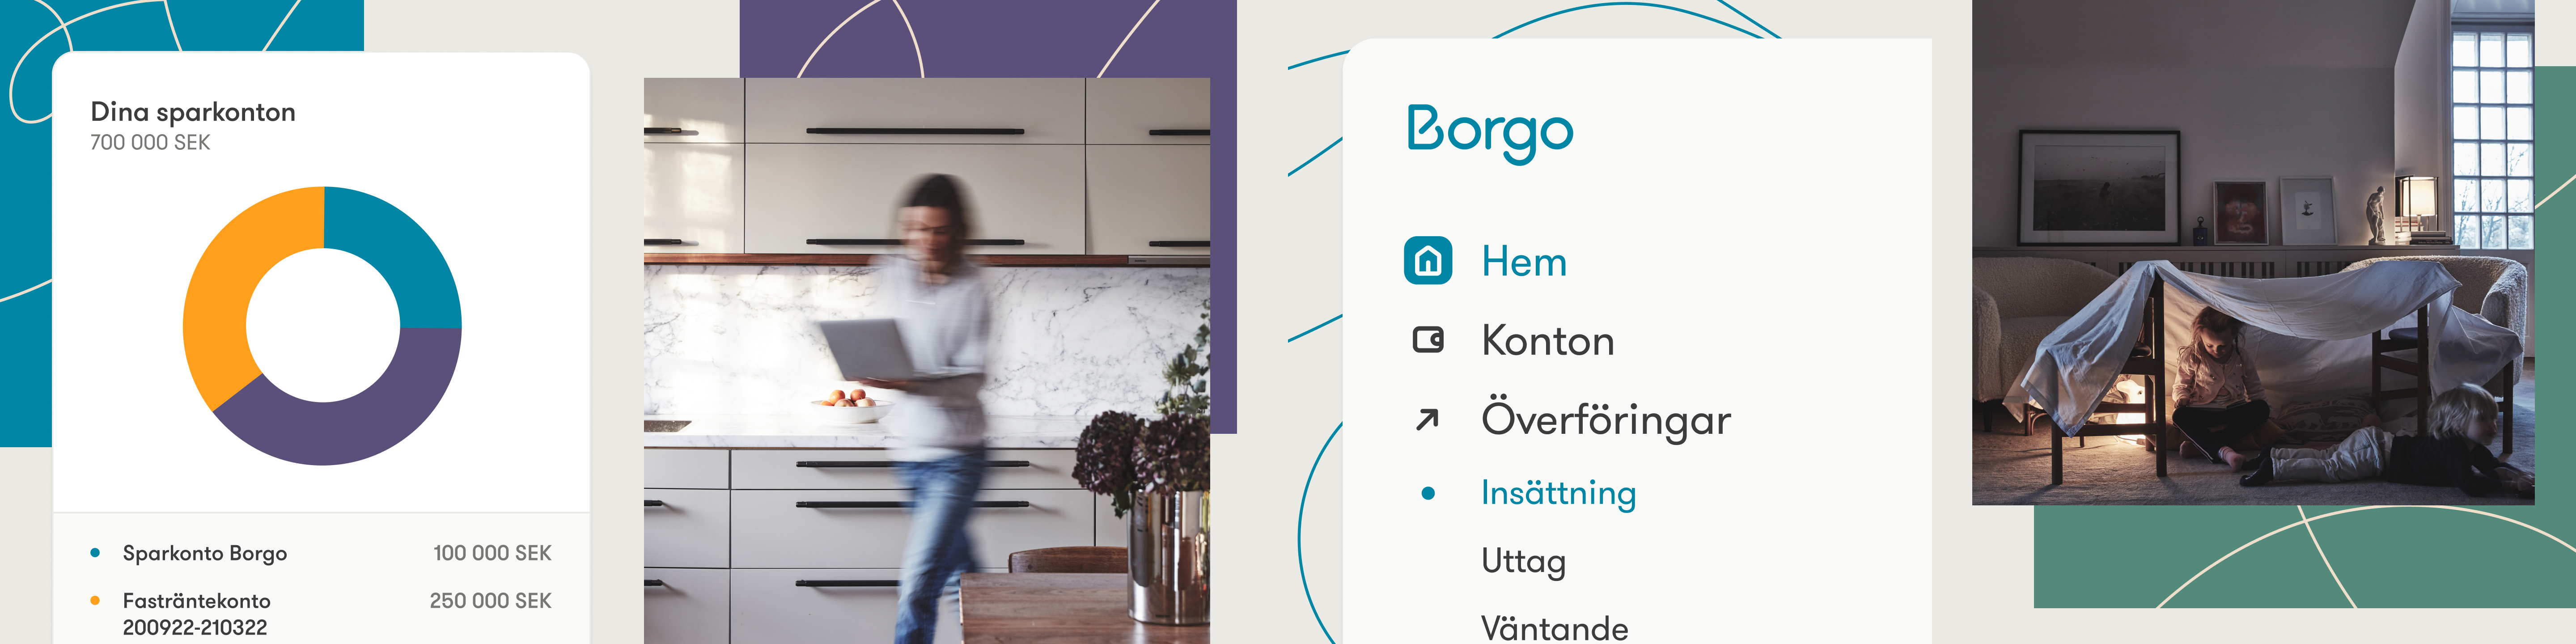 Dina sparkonton
700 000 SEK
Sparkonto Borgo 100 000 SEK
Fasträntekonto 250 000 SEK
200922-210322
Borgo
Hem
Konton
Överföringar
Insättning
Uttag
Väntande